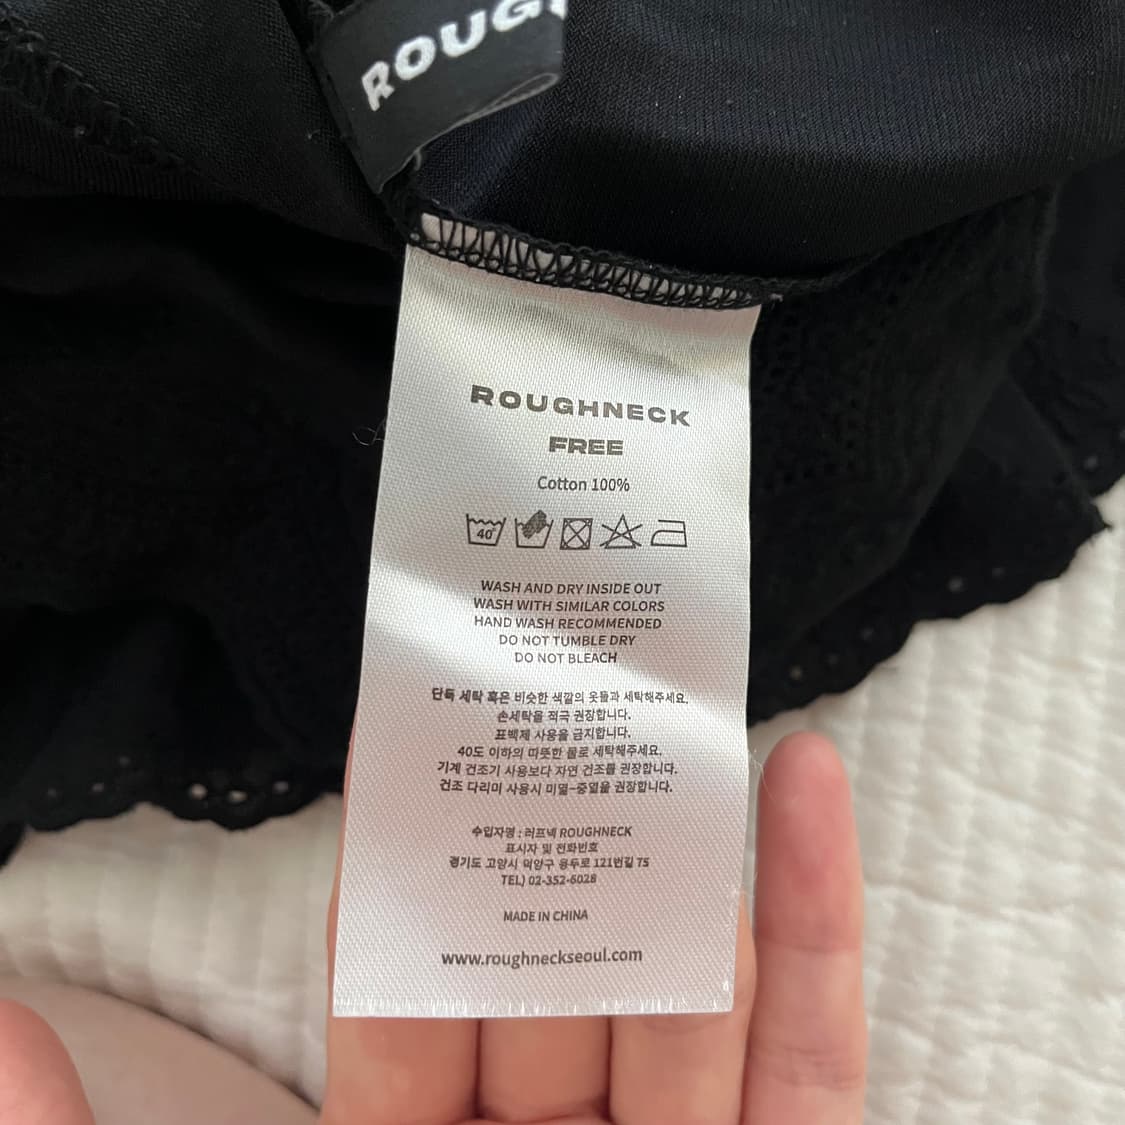 ROUG
ROUGHNECK
FREE
Cotton 100%
40°
WASH AND DRY INSIDE OUT
WASH WITH SIMILAR COLORS
HAND WASH RECOMMENDED
DO NOT TUMBLE DRY
DO NOT BLEACH
단독 세탁 혹은 비슷한 색깔의 옷들과 세탁해주세요.
손세탁을 적극 권장합니다.
표백제 사용을 금지합니다.
40도 이하의 따뜻한 물로 세탁해주세요.
기계 건조기 사용보다 자연 건조를 권장합니다.
건조 다리미 사용시 미열-중열을 권장합니다.
수입자명 : 러프넥 ROUGHNECK
표시자 및 전화번호
경기도 고양시 덕양구 용두로 121번길 75
TEL) 02-352-6028
MADE IN CHINA
www.roughneckseoul.com